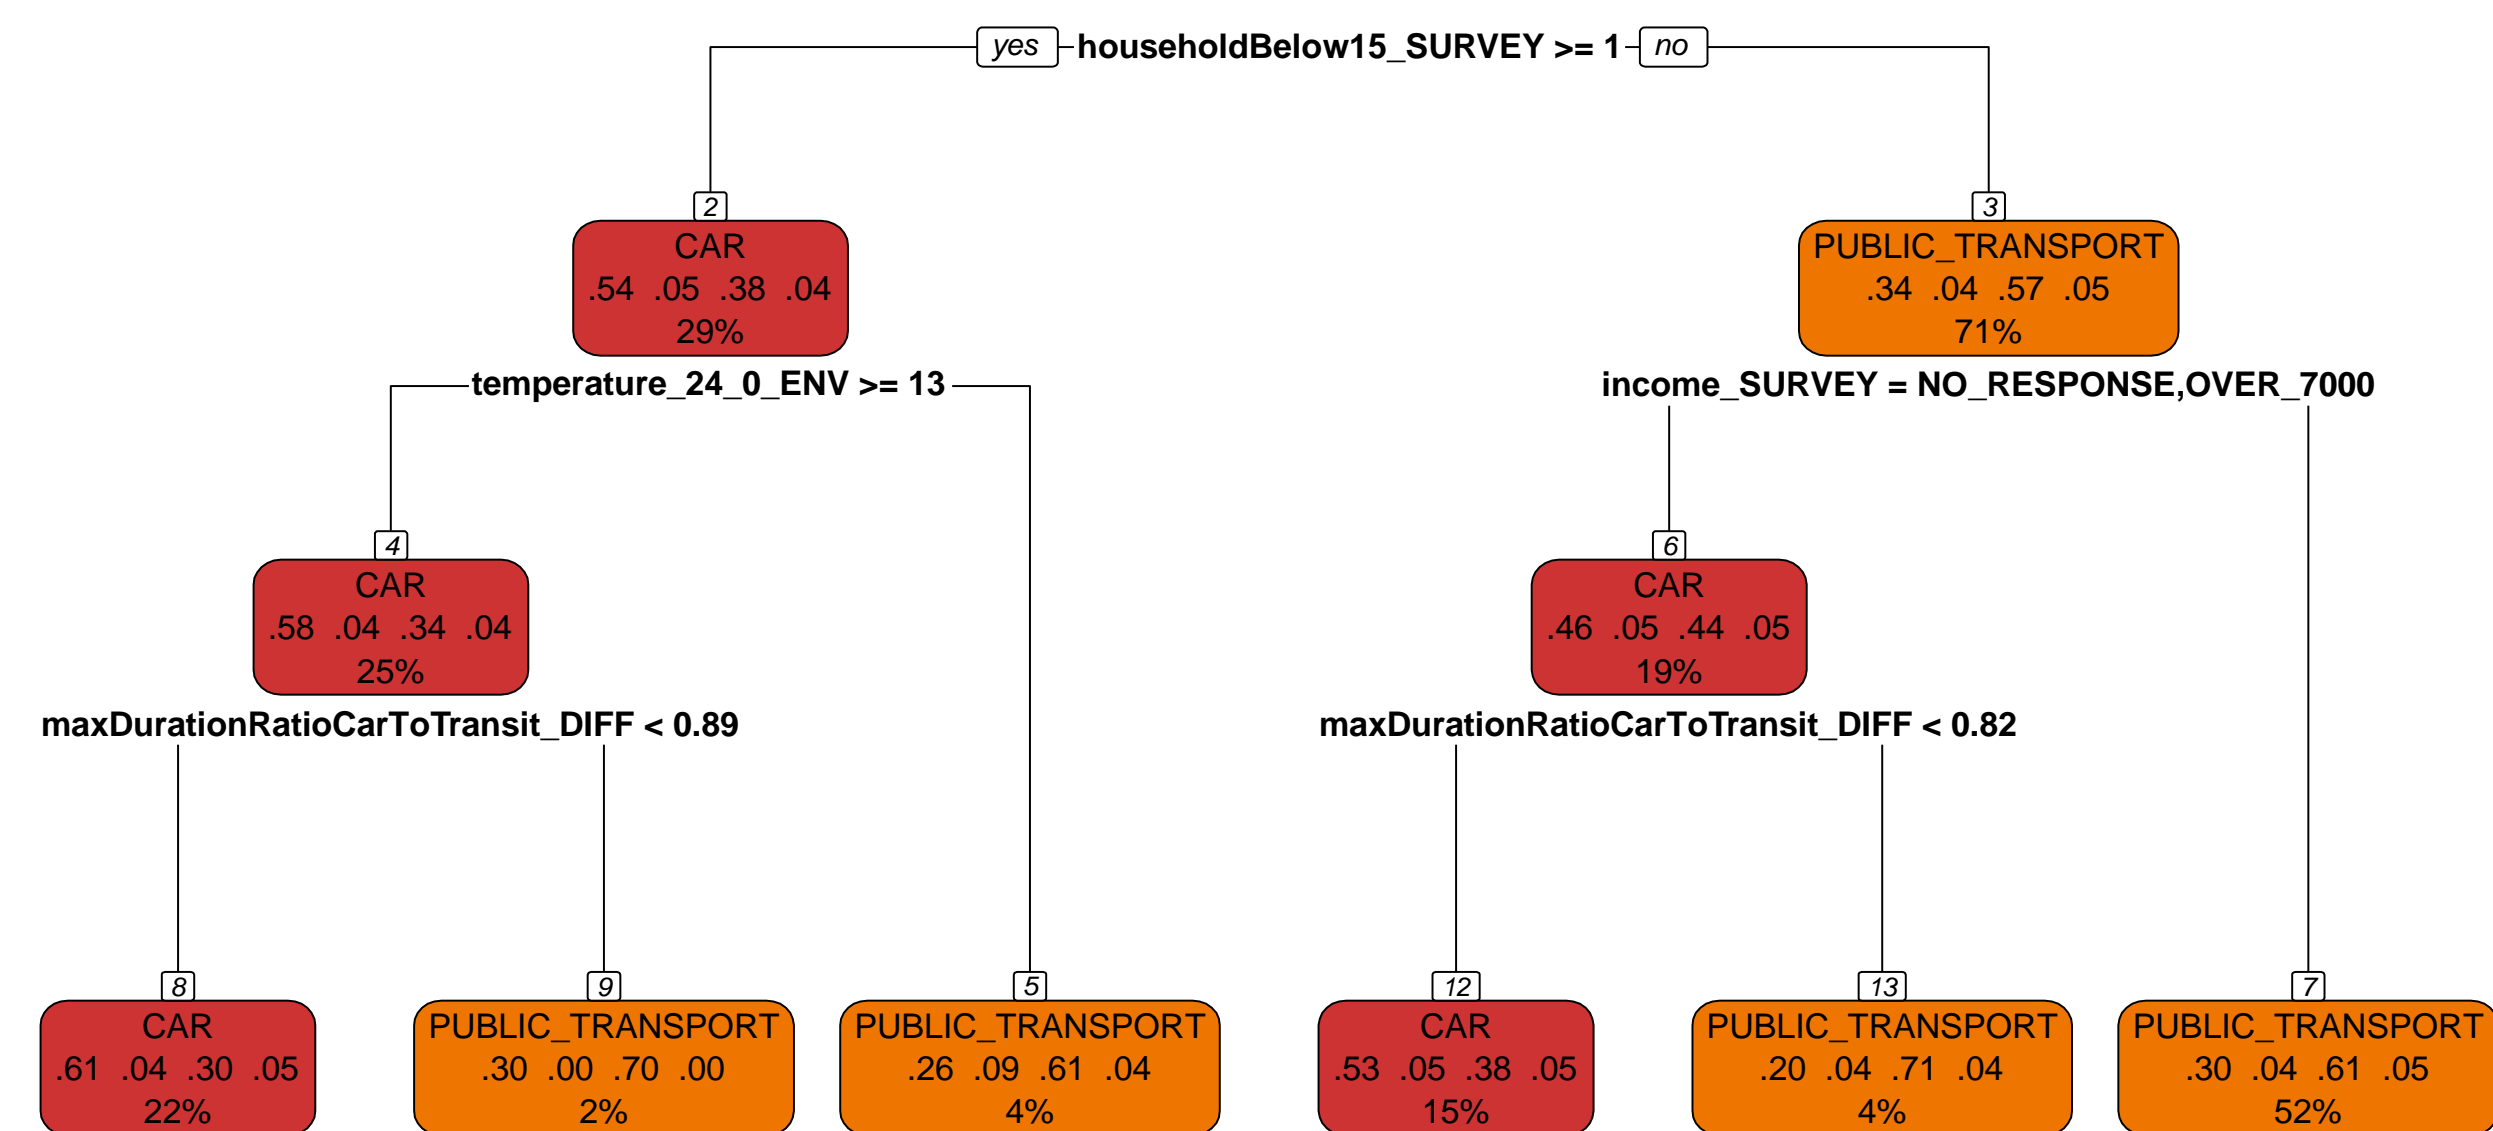 yes householdBelow15_SURVEY >= 1 no
2
CAR
.54 .05 .38 .04
29%
3
PUBLIC_TRANSPORT
.34 .04 .57 .05
71%
temperature_24_0_ENV >= 13
income_SURVEY = NO_RESPONSE,OVER_7000
4
CAR
.58 .04 .34 .04
25%
6
CAR
.46 .05 .44 .05
19%
maxDurationRatioCarToTransit_DIFF < 0.89
maxDurationRatioCarToTransit_DIFF < 0.82
8
CAR
.61 .04 .30 .05
22%
9
PUBLIC_TRANSPORT
.30 .00 .70 .00
2%
5
PUBLIC_TRANSPORT
.26 .09 .61 .04
4%
12
CAR
.53 .05 .38 .05
15%
13
PUBLIC_TRANSPORT
.20 .04 .71 .04
4%
7
PUBLIC_TRANSPORT
.30 .04 .61 .05
52%